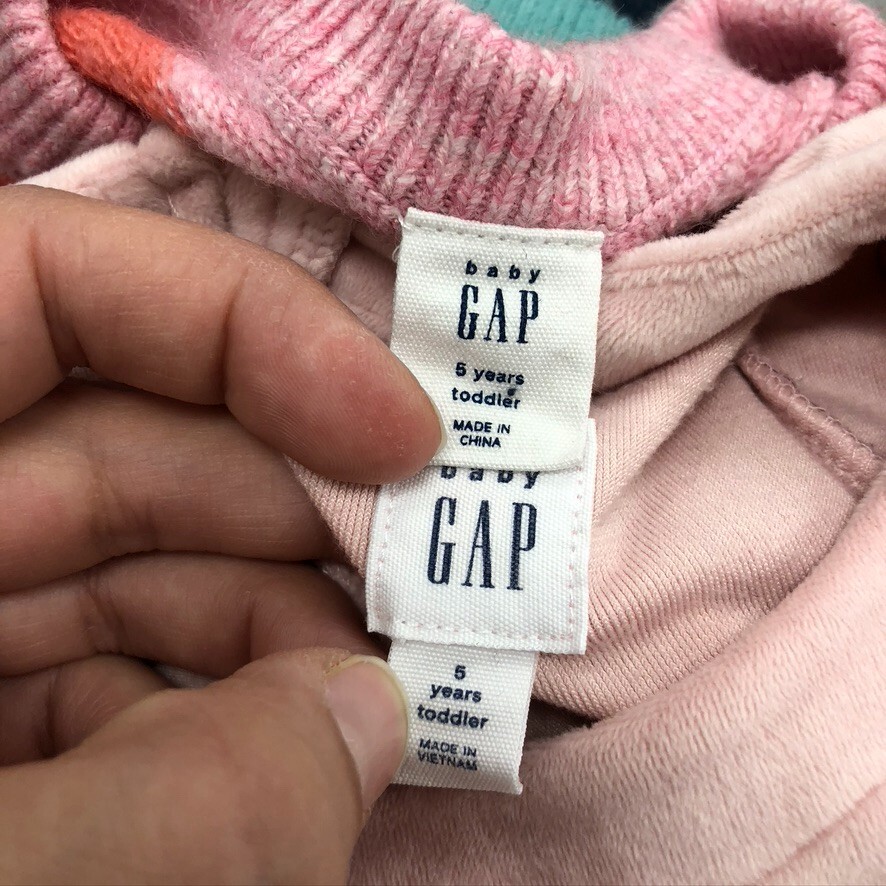 baby
GAP
5 years
toddler
MADE IN
CHINA
baby
GAP
5
years
toddler
MADE IN
VIETNAM